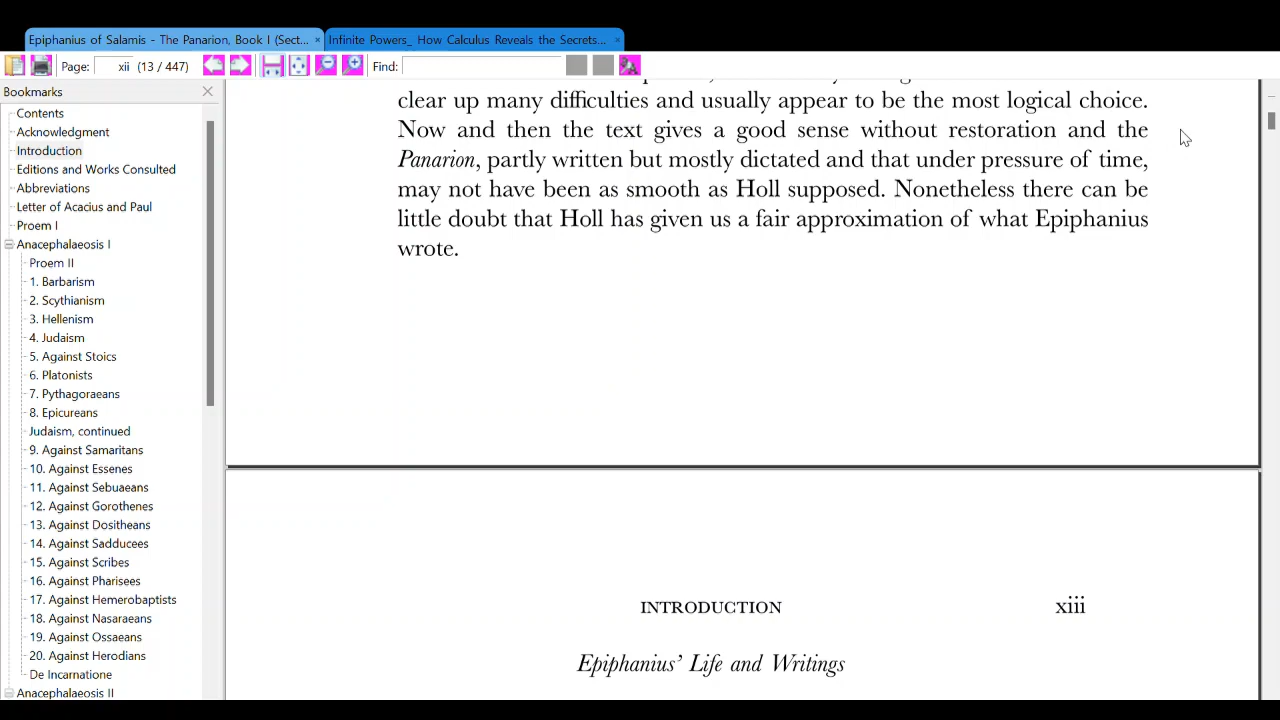 Epiphanius of Salamis - The Panarion, Book I (Sect... ×
Infinite Powers_ How Calculus Reveals the Secrets... ×
Page: xii (13 / 447) Find:
Bookmarks
Contents
Acknowledgment
Introduction
Editions and Works Consulted
Abbreviations
Letter of Acacius and Paul
Proem I
Anacephalaeosis I
Proem II
1. Barbarism
2. Scythianism
3. Hellenism
4. Judaism
5. Against Stoics
6. Platonists
7. Pythagoraeans
8. Epicureans
Judaism, continued
9. Against Samaritans
10. Against Essenes
11. Against Sebuaeans
12. Against Gorothenes
13. Against Dositheans
14. Against Sadducees
15. Against Scribes
16. Against Pharisees
17. Against Hemerobaptists
18. Against Nasaraeans
19. Against Ossaeans
20. Against Herodians
De Incarnatione
Anacephalaeosis II
clear up many difficulties and usually appear to be the most logical choice.
Now and then the text gives a good sense without restoration and the
Panarion, partly written but mostly dictated and that under pressure of time,
may not have been as smooth as Holl supposed. Nonetheless there can be
little doubt that Holl has given us a fair approximation of what Epiphanius
wrote.
INTRODUCTION xiii
Epiphanius’ Life and Writings